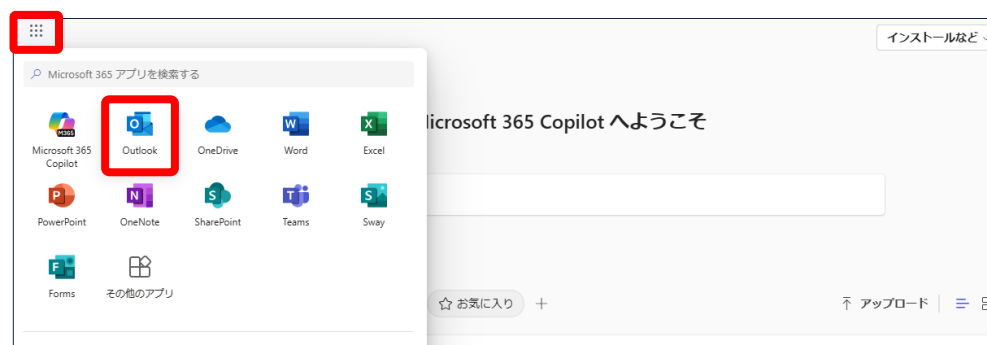 インストールなど
Microsoft 365 アプリを検索する
icrosoft 365 Copilot へようこそ
M365
O
W
X
Microsoft 365 Copilot
Outlook
OneDrive
Word
Excel
P
N
S
T
S
PowerPoint
OneNote
SharePoint
Teams
Sway
F
Forms
その他のアプリ
お気に入り
アップロード